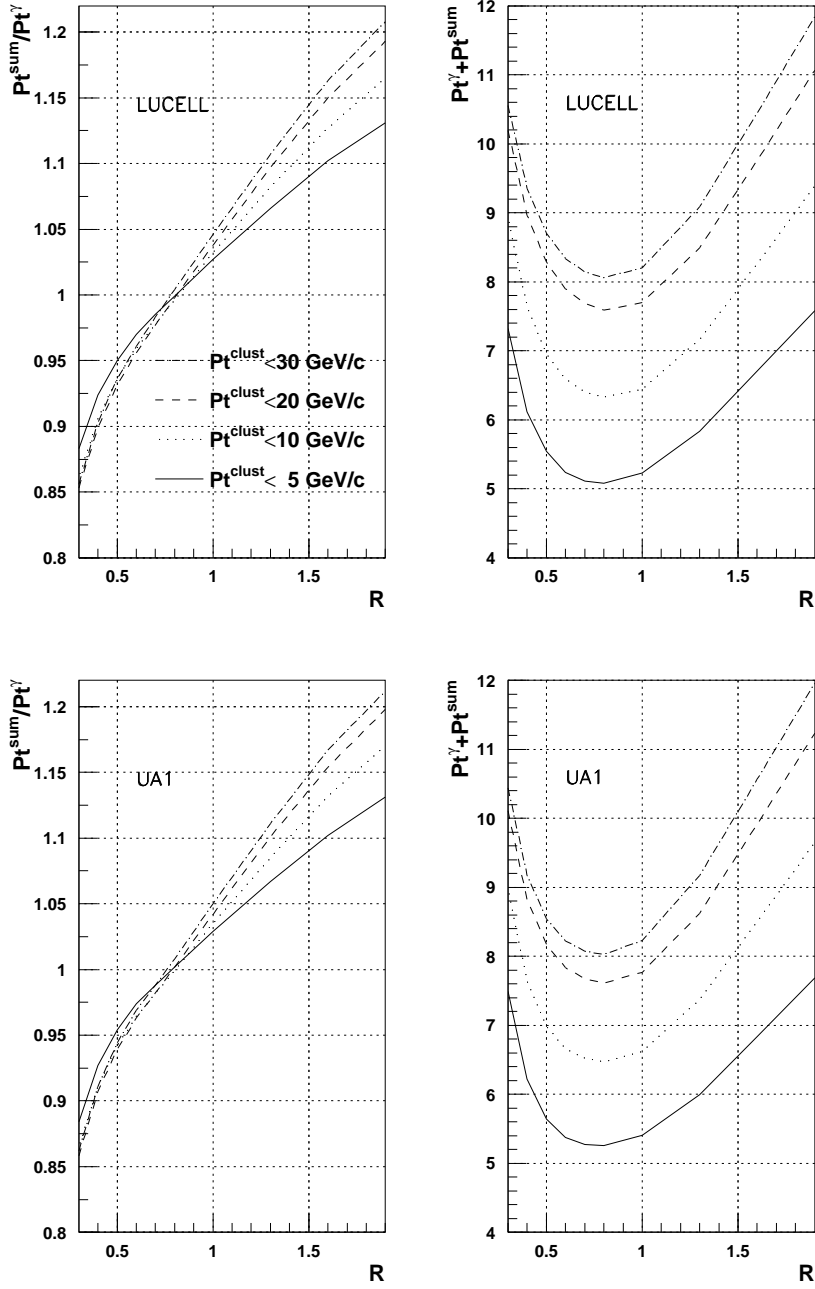 Pt^sum/Pt^γ
1.2
1.15
1.1
1.05
1
0.95
0.9
0.85
0.8
LUCELL
Pt^clust<30 GeV/c
Pt^clust<20 GeV/c
Pt^clust<10 GeV/c
Pt^clust< 5 GeV/c
0.5 1 1.5
R
Pt^γ+Pt^sum
12
11
10
9
8
7
6
5
4
LUCELL
0.5 1 1.5
R
Pt^sum/Pt^γ
1.2
1.15
1.1
1.05
1
0.95
0.9
0.85
0.8
UA1
0.5 1 1.5
R
Pt^γ+Pt^sum
12
11
10
9
8
7
6
5
4
UA1
0.5 1 1.5
R